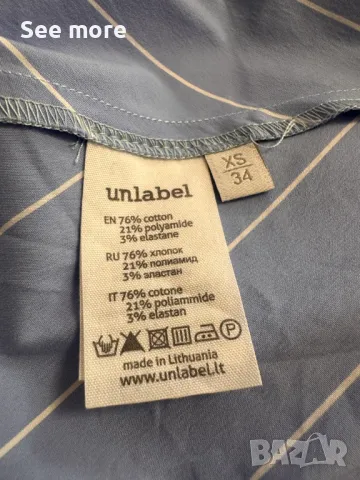 See more
XS
34
unlabel
EN 76% cotton
21% polyamide
3% elastane
RU 76% хлопок
21% полиамид
3% эластан
IT 76% cotone
21% poliammide
3% elastan
made in Lithuania
www.unlabel.lt
BAZAR